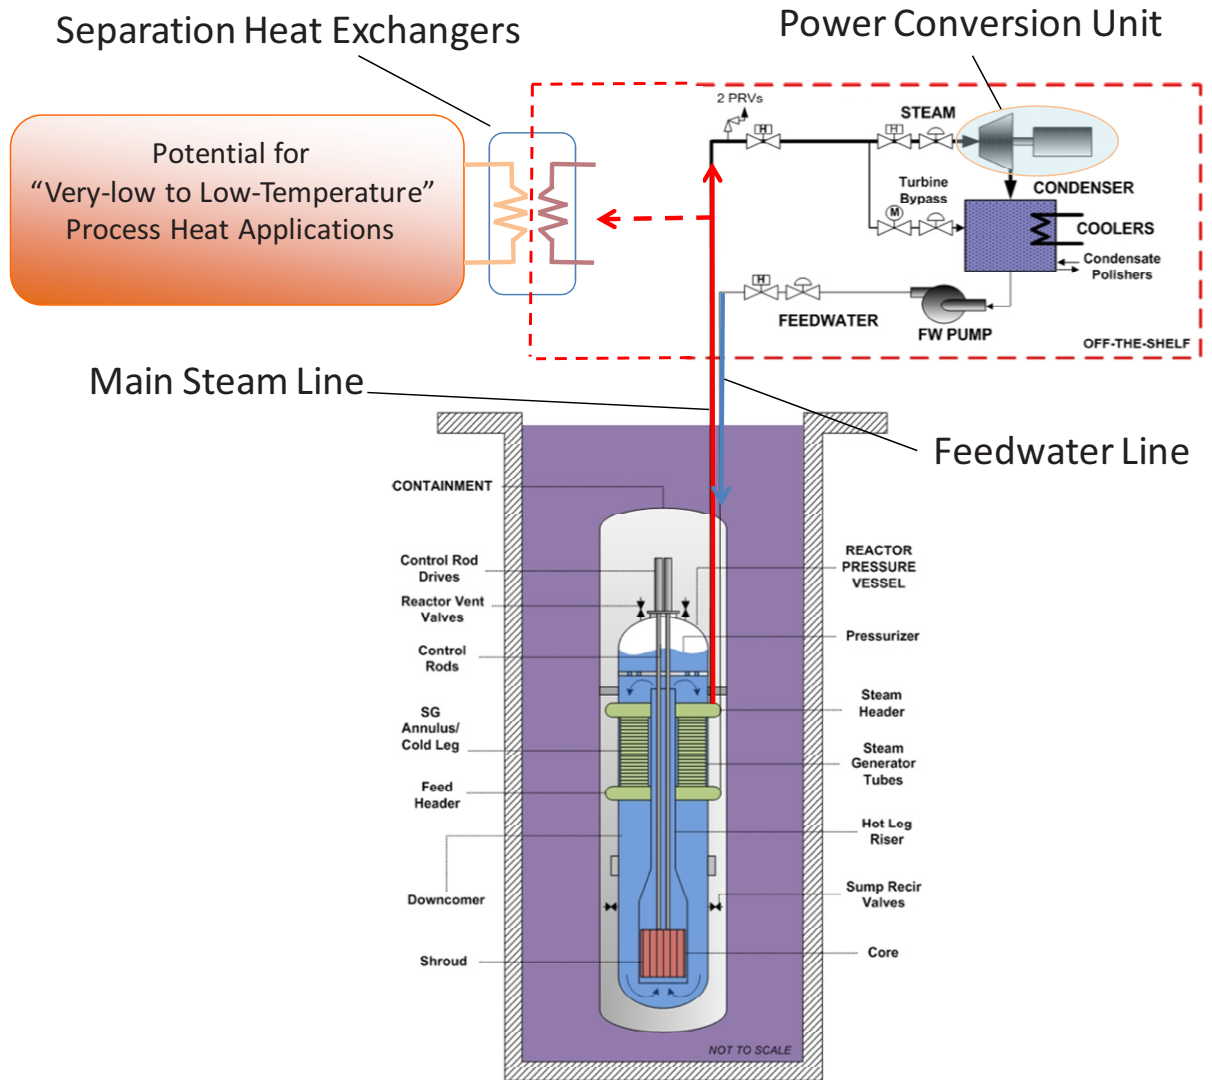 Separation Heat Exchangers
Power Conversion Unit
2 PRVs
H
H
STEAM
Potential for
“Very-low to Low-Temperature”
Process Heat Applications
Turbine
Bypass
M
CONDENSER
COOLERS
Condensate
Polishers
H
FEEDWATER
FW PUMP
OFF-THE-SHELF
Main Steam Line
Feedwater Line
CONTAINMENT
Control Rod
Drives
Reactor Vent
Valves
Control
Rods
SG
Annulus/
Cold Leg
Feed
Header
Downcomer
Shroud
REACTOR
PRESSURE
VESSEL
Pressurizer
Steam
Header
Steam
Generator
Tubes
Hot Leg
Riser
Sump Recir
Valves
Core
NOT TO SCALE